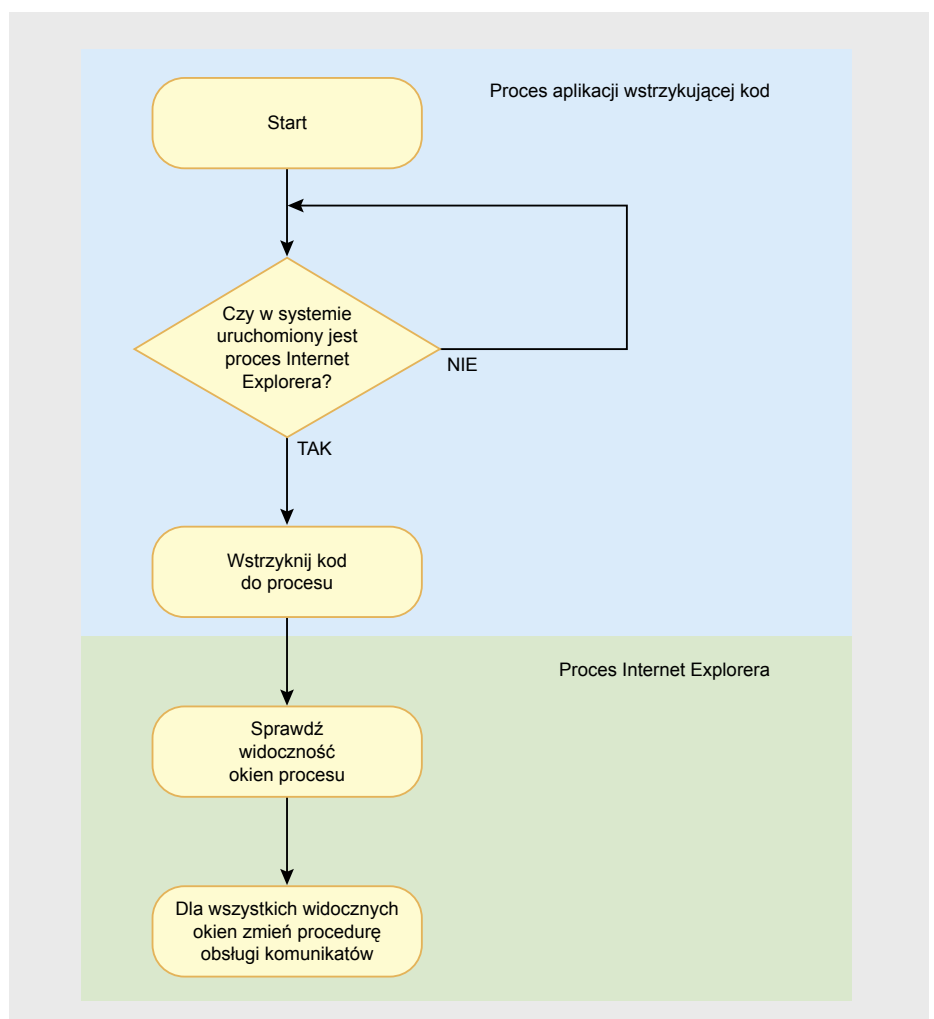 Proces aplikacji wstrzykującej kod
Start
Czy w systemie
uruchomiony jest
proces Internet
Explorera?
NIE
TAK
Wstrzyknij kod
do procesu
Proces Internet Explorera
Sprawdź
widoczność
okien procesu
Dla wszystkich widocznych
okien zmień procedurę
obsługi komunikatów